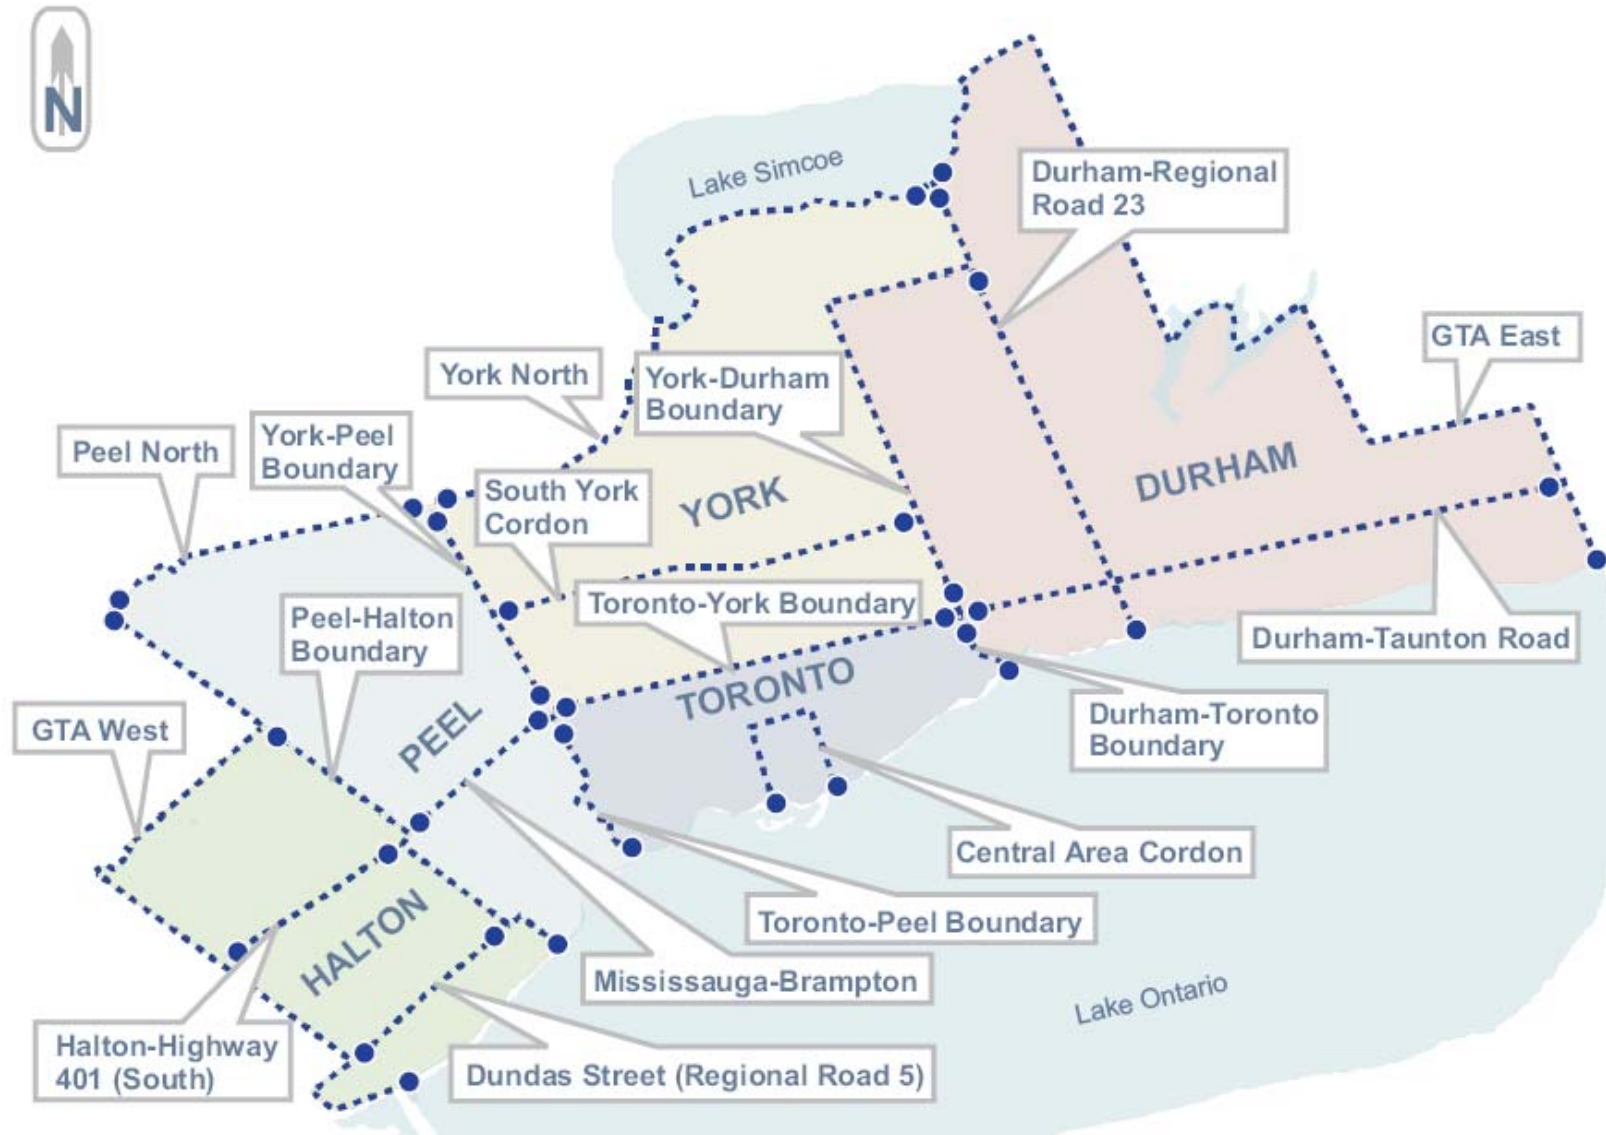 N
Lake Simcoe
Durham-Regional
Road 23
GTA East
York North
York-Durham
Boundary
York-Peel
Boundary
Peel North
South York
Cordon
YORK
DURHAM
Toronto-York Boundary
Peel-Halton
Boundary
Durham-Taunton Road
TORONTO
GTA West
PEEL
Durham-Toronto
Boundary
Central Area Cordon
Toronto-Peel Boundary
HALTON
Mississauga-Brampton
Lake Ontario
Halton-Highway
401 (South)
Dundas Street (Regional Road 5)